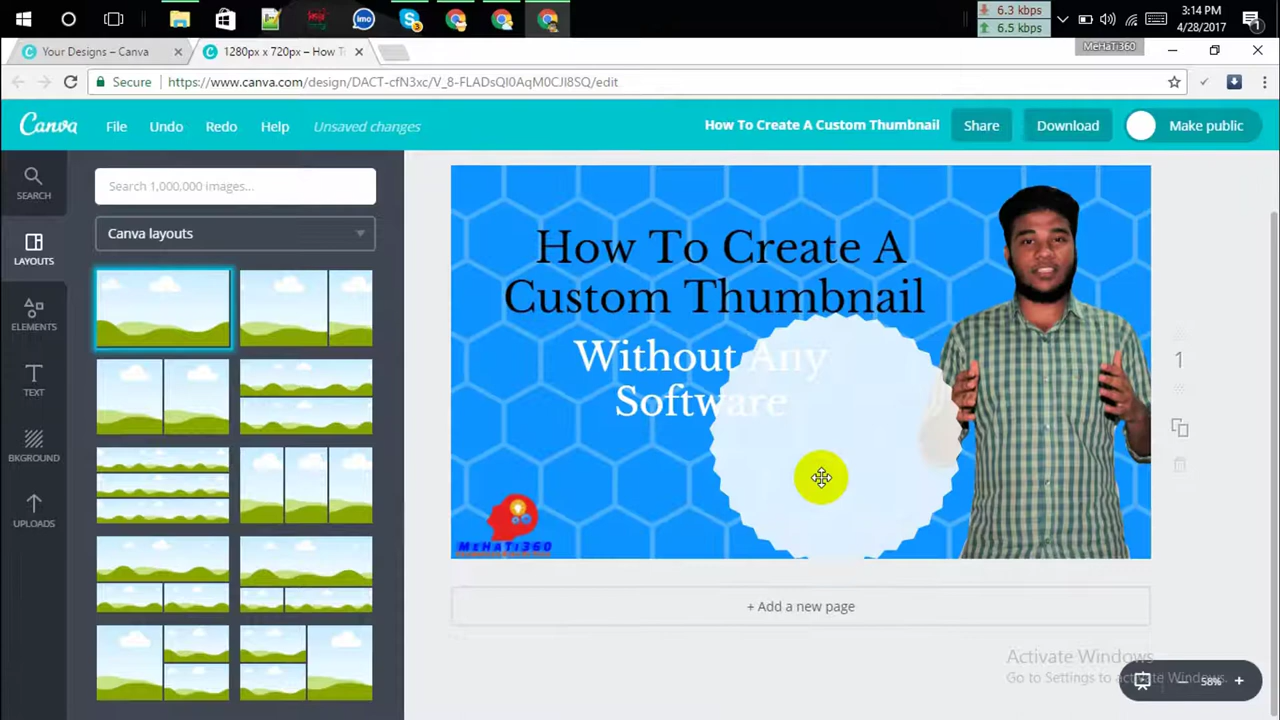 imo
3
6.3 kbps
6.5 kbps
3:14 PM
4/28/2017
1
MeHaTi360
Your Designs – Canva
1280px x 720px – How T
Secure
https://www.canva.com/design/DACT-cfN3xc/V_8-FLADsQI0AqM0CJI8SQ/edit
Canva
File
Undo
Redo
Help
Unsaved changes
How To Create A Custom Thumbnail
Share
Download
Make public
SEARCH
LAYOUTS
ELEMENTS
TEXT
BKGROUND
UPLOADS
Search 1,000,000 images...
Canva layouts
How To Create A
Custom Thumbnail
Without Any
Software
MeHaTi360
1
+ Add a new page
Activate Windows
Go to Settings to activate Windows.
58%